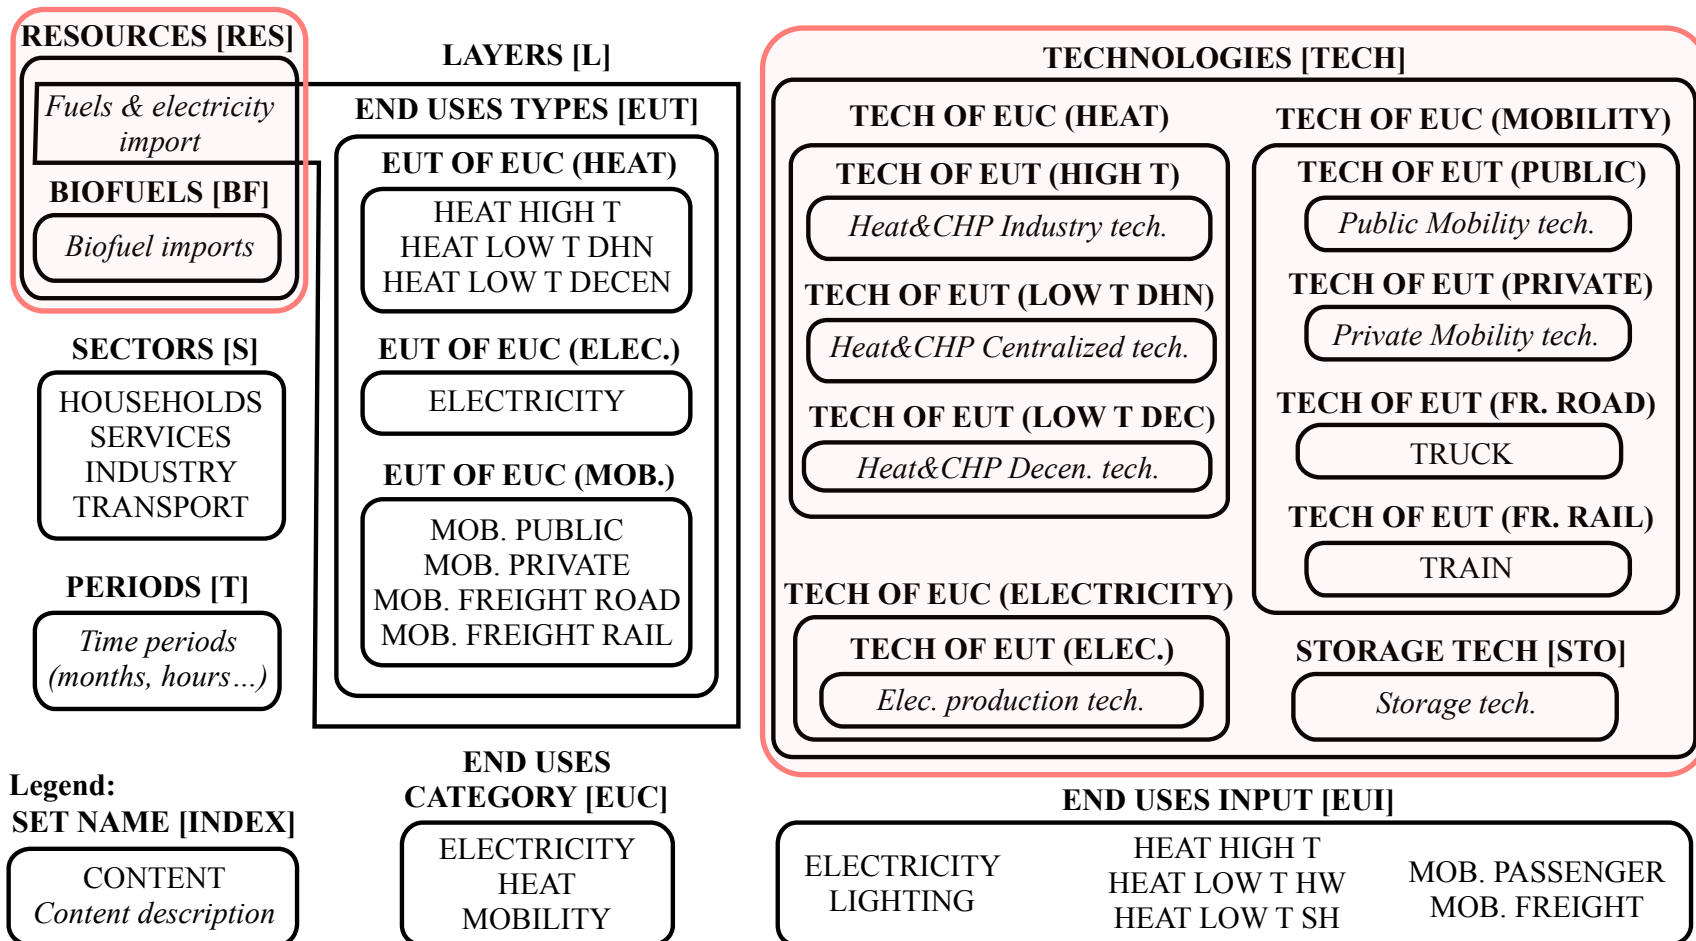 RESOURCES [RES]
Fuels & electricity
import
BIOFUELS [BF]
Biofuel imports
SECTORS [S]
HOUSEHOLDS
SERVICES
INDUSTRY
TRANSPORT
PERIODS [T]
Time periods
(months, hours…)
Legend:
SET NAME [INDEX]
CONTENT
Content description
LAYERS [L]
END USES TYPES [EUT]
EUT OF EUC (HEAT)
HEAT HIGH T
HEAT LOW T DHN
HEAT LOW T DECEN
EUT OF EUC (ELEC.)
ELECTRICITY
EUT OF EUC (MOB.)
MOB. PUBLIC
MOB. PRIVATE
MOB. FREIGHT ROAD
MOB. FREIGHT RAIL
END USES
CATEGORY [EUC]
ELECTRICITY
HEAT
MOBILITY
TECHNOLOGIES [TECH]
TECH OF EUC (HEAT)
TECH OF EUT (HIGH T)
Heat&CHP Industry tech.
TECH OF EUT (LOW T DHN)
Heat&CHP Centralized tech.
TECH OF EUT (LOW T DEC)
Heat&CHP Decen. tech.
TECH OF EUC (ELECTRICITY)
TECH OF EUT (ELEC.)
Elec. production tech.
TECH OF EUC (MOBILITY)
TECH OF EUT (PUBLIC)
Public Mobility tech.
TECH OF EUT (PRIVATE)
Private Mobility tech.
TECH OF EUT (FR. ROAD)
TRUCK
TECH OF EUT (FR. RAIL)
TRAIN
STORAGE TECH [STO]
Storage tech.
END USES INPUT [EUI]
ELECTRICITY
LIGHTING
HEAT HIGH T
HEAT LOW T HW
HEAT LOW T SH
MOB. PASSENGER
MOB. FREIGHT